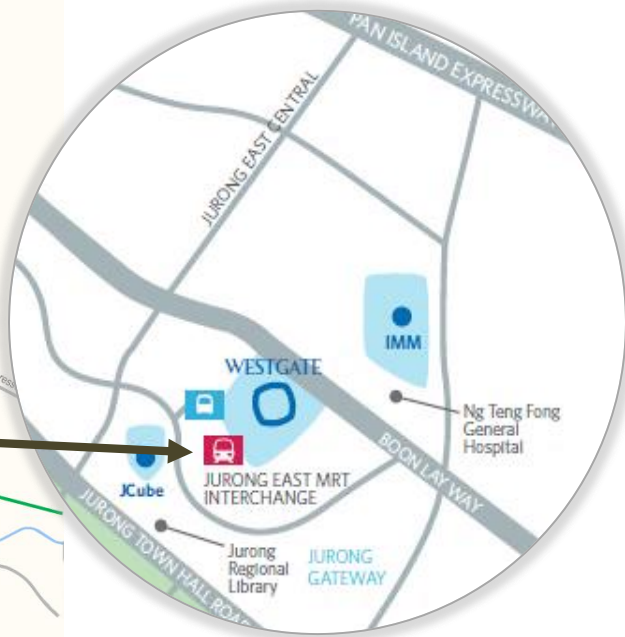 PAN ISLAND EXPRESSWAY
JURONG EAST CENTRAL
IMM
WESTGATE
Ng Teng Fong
General
Hospital
BOON LAY WAY
JCube
JURONG EAST MRT
INTERCHANGE
JURONG TOWN HALL ROAD
Jurong
Regional
Library
JURONG
GATEWAY